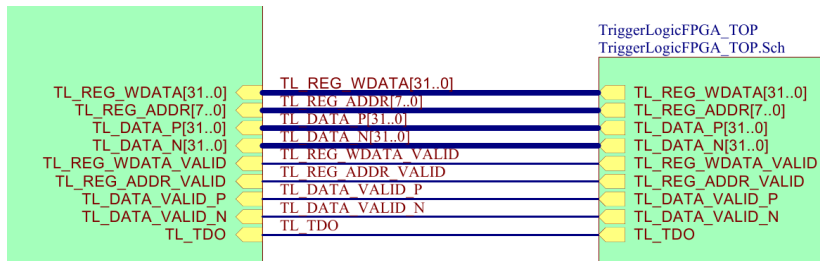 TriggerLogicFPGA_TOP
TriggerLogicFPGA_TOP.Sch
TL_REG_WDATA[31..0] TL_REG_WDATA[31..0] TL_REG_WDATA[31..0]
TL_REG_ADDR[7..0] TL_REG_ADDR[7..0] TL_REG_ADDR[7..0]
TL_DATA_P[31..0] TL_DATA_P[31..0] TL_DATA_P[31..0]
TL_DATA_N[31..0] TL_DATA_N[31..0] TL_DATA_N[31..0]
TL_REG_WDATA_VALID TL_REG_WDATA_VALID TL_REG_WDATA_VALID
TL_REG_ADDR_VALID TL_REG_ADDR_VALID TL_REG_ADDR_VALID
TL_DATA_VALID_P TL_DATA_VALID_P TL_DATA_VALID_P
TL_DATA_VALID_N TL_DATA_VALID_N TL_DATA_VALID_N
TL_TDO TL_TDO TL_TDO